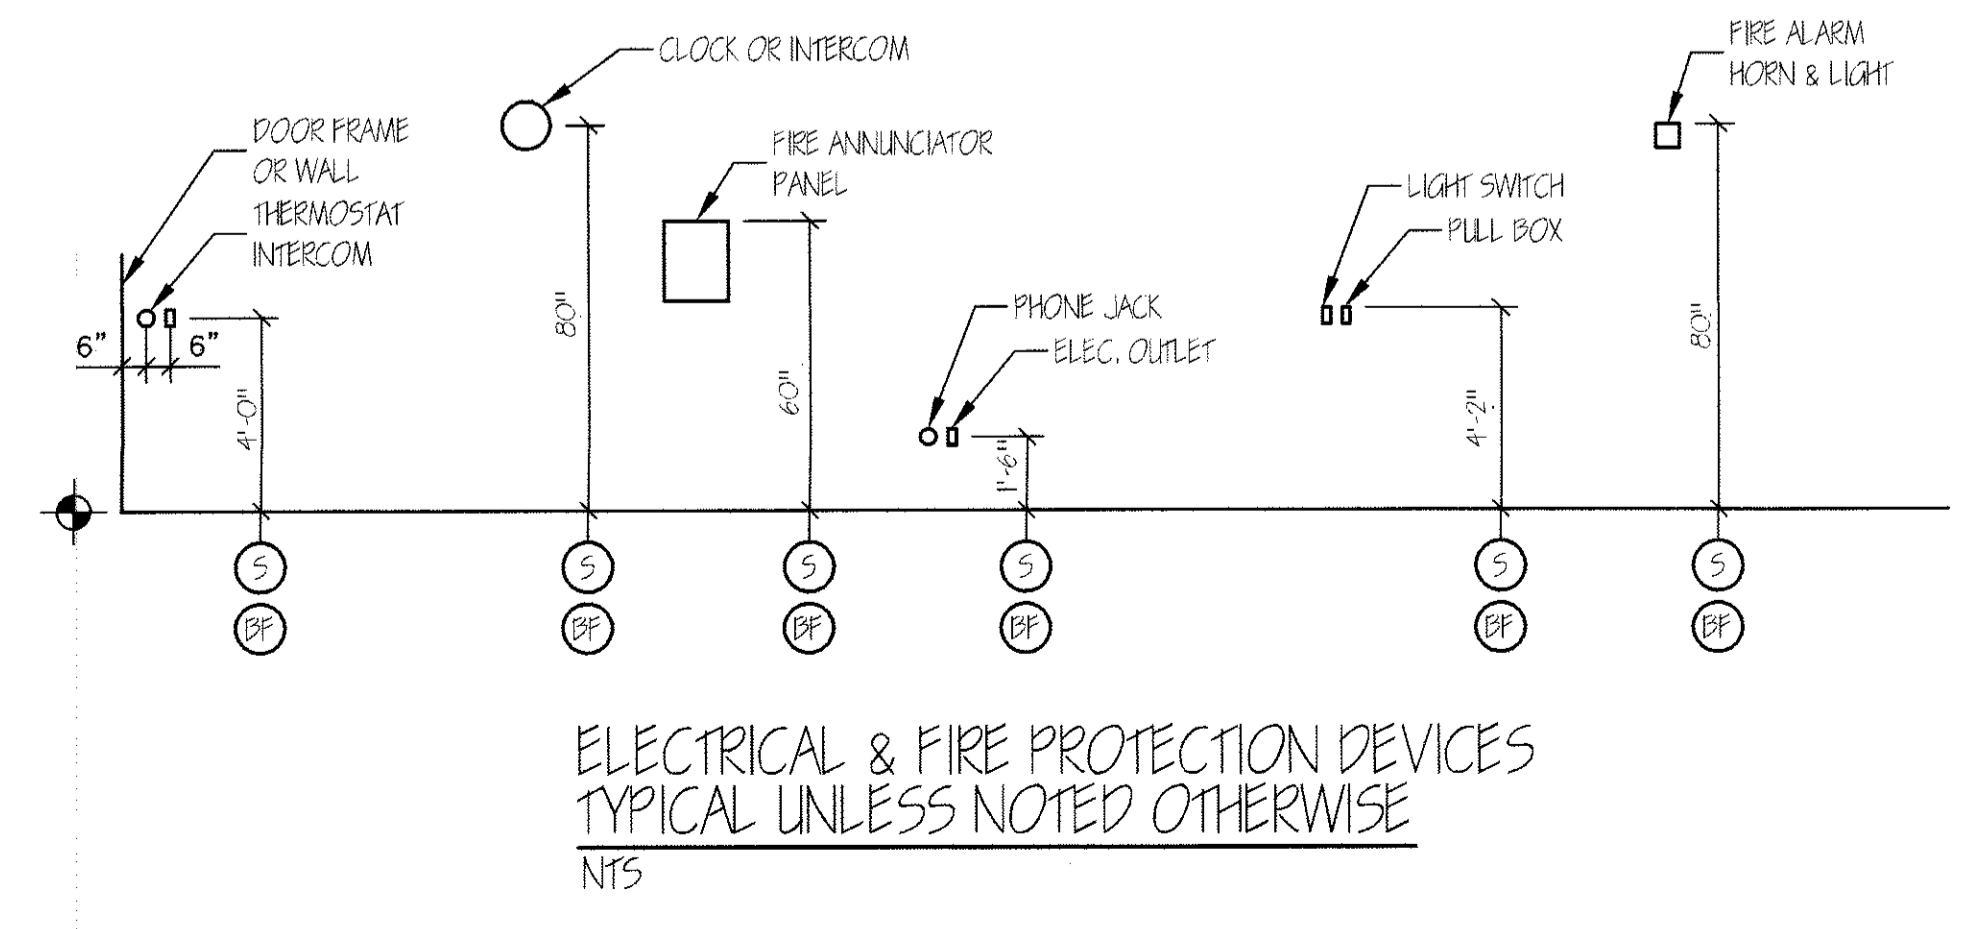 CLOCK OR INTERCOM
FIRE ALARM
HORN & LIGHT
DOOR FRAME
OR WALL
THERMOSTAT
INTERCOM
FIRE ANNUNCIATOR
PANEL
LIGHT SWITCH
PULL BOX
PHONE JACK
ELEC. OUTLET
6"
6"
4'-0"
80"
60"
1'-6"
4'-2"
80"
S
S
S
S
S
S
BF
BF
BF
BF
BF
BF
ELECTRICAL & FIRE PROTECTION DEVICES
TYPICAL UNLESS NOTED OTHERWISE
NTS